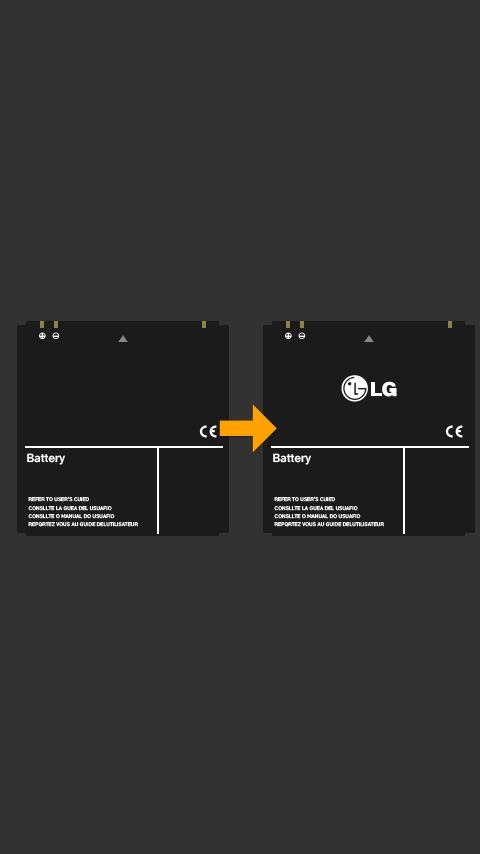 CE
Battery
REFER TO USER'S CUIED
CONSLLTE LA GUEA DEL USUAFIO
CONSLLTE O MANUAL DO USUAFIO
REPQRTEZ VOUS AU GUIDE DELUTILISATEUR
LG
CE
Battery
REFER TO USER'S CUIED
CONSLLTE LA GUEA DEL USUAFIO
CONSLLTE O MANUAL DO USUAFIO
REPQRTEZ VOUS AU GUIDE DELUTILISATEUR